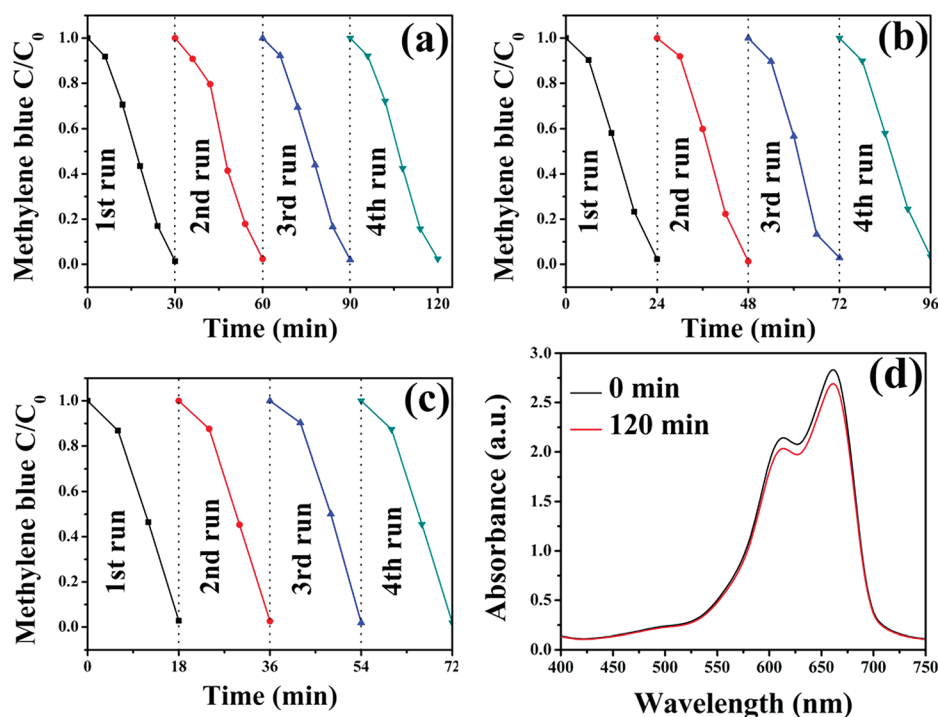 (a)
Methylene blue C/C0
1.0
0.8
0.6
0.4
0.2
0.0
1st run
2nd run
3rd run
4th run
0 30 60 90 120
Time (min)
(b)
Methylene blue C/C0
1.0
0.8
0.6
0.4
0.2
0.0
1st run
2nd run
3rd run
4th run
0 24 48 72 96
Time (min)
(c)
Methylene blue C/C0
1.0
0.8
0.6
0.4
0.2
0.0
1st run
2nd run
3rd run
4th run
0 18 36 54 72
Time (min)
(d)
Absorbance (a.u.)
3.0
2.5
2.0
1.5
1.0
0.5
0.0
0 min
120 min
400 450 500 550 600 650 700 750
Wavelength (nm)